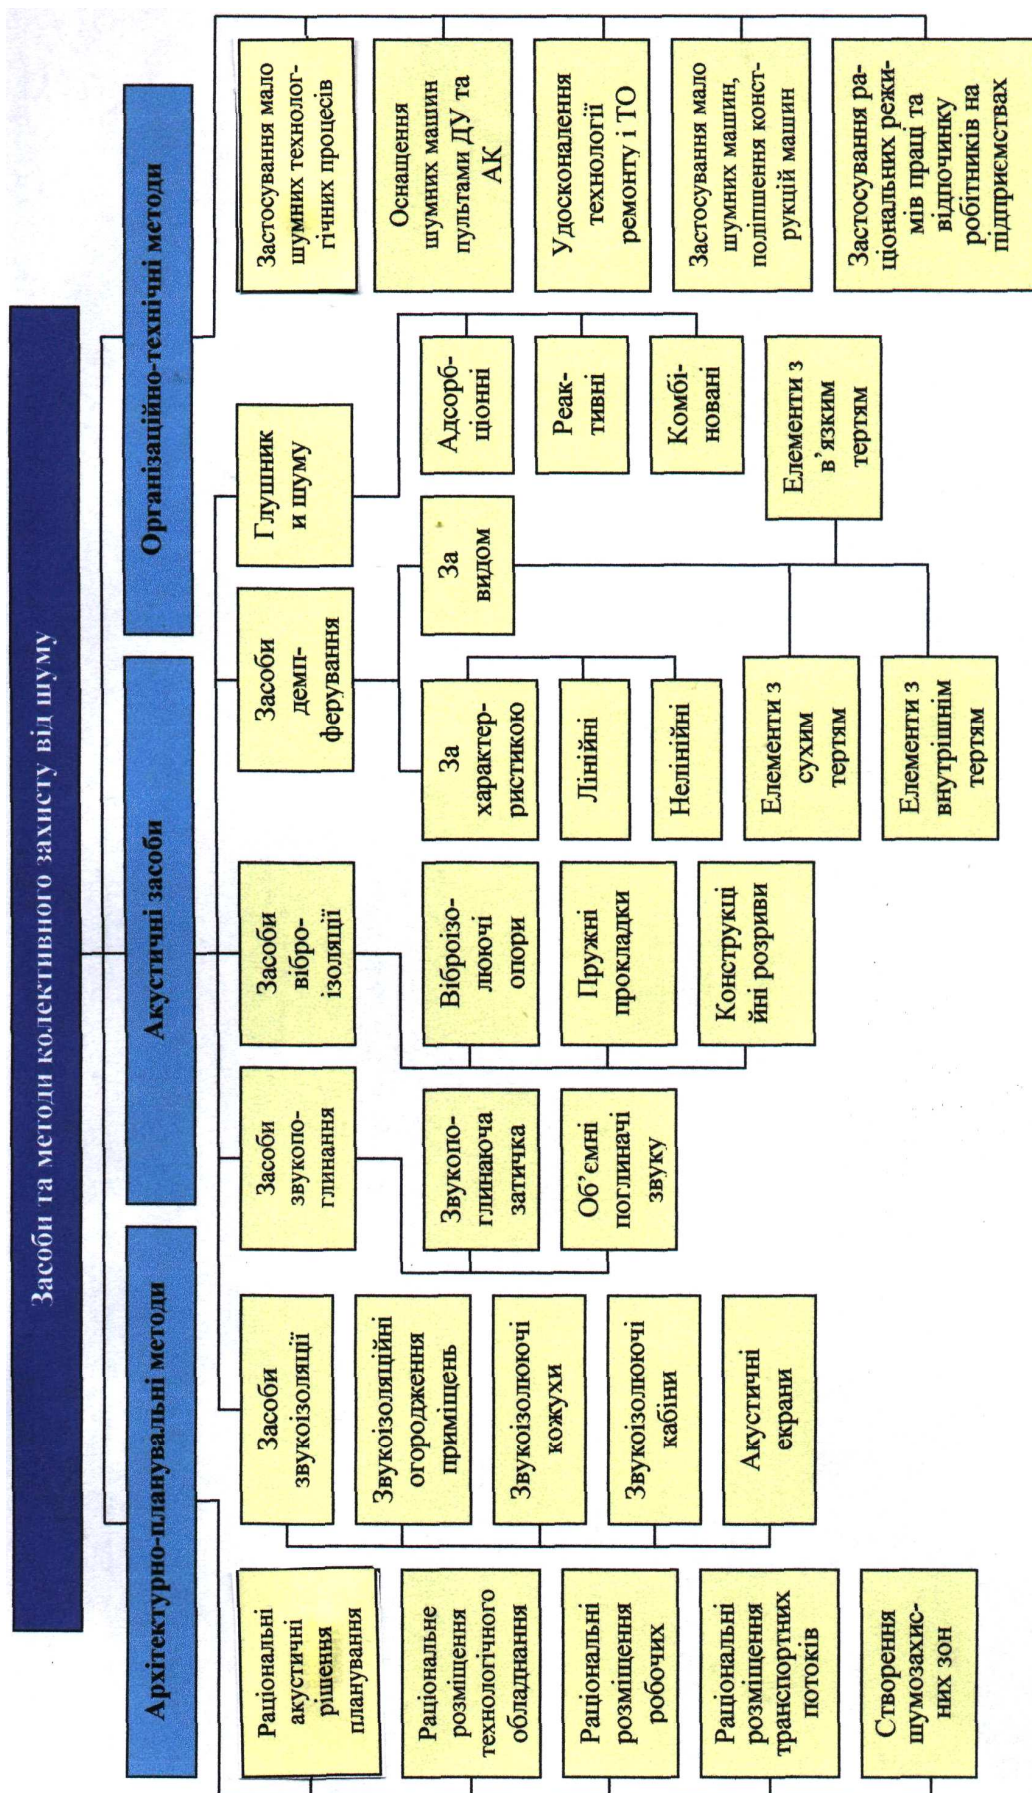 Засоби та методи колективного захисту від шуму
Архітектурно-планувальні методи
Акустичні засоби
Організаційно-технічні методи
Раціональні
акустичні
рішення
планування
Раціональне
розміщення
технологічного
обладнання
Раціональні
розміщення
робочих
Раціональні
розміщення
транспортних
потоків
Створення
шумозахис-
них зон
Засоби
звукоізоляції
Звукоізоляційні
огородження
приміщень
Звукоізолюючі
кожухи
Звукоізолюючі
кабіни
Акустичні
екрани
Засоби
звукопо-
глинання
Звукопо-
глинаюча
затичка
Об’ємні
поглиначі
звуку
Засоби
вібро-
ізоляції
Віброізо-
люючі
опори
Пружні
прокладки
Конструкці
йні розриви
Засоби
демп-
ферування
За
характер-
ристикою
Лінійні
Нелінійні
За
видом
Елементи з
сухим
тертям
Елементи з
внутрішнім
тертям
Елементи з
в’язким
тертям
Глушник
и шуму
Адсорб-
ціонні
Реак-
тивні
Комбі-
новані
Застосування мало
шумних технолог-
гічних процесів
Оснащення
шумних машин
пультами ДУ та
АК
Удосконалення
технології
ремонту і ТО
Застосування мало
шумних машин,
поліпшення конст-
рукцій машин
Застосування ра-
ціональних режи-
мів праці та
відпочинку
робітників на
підприємствах